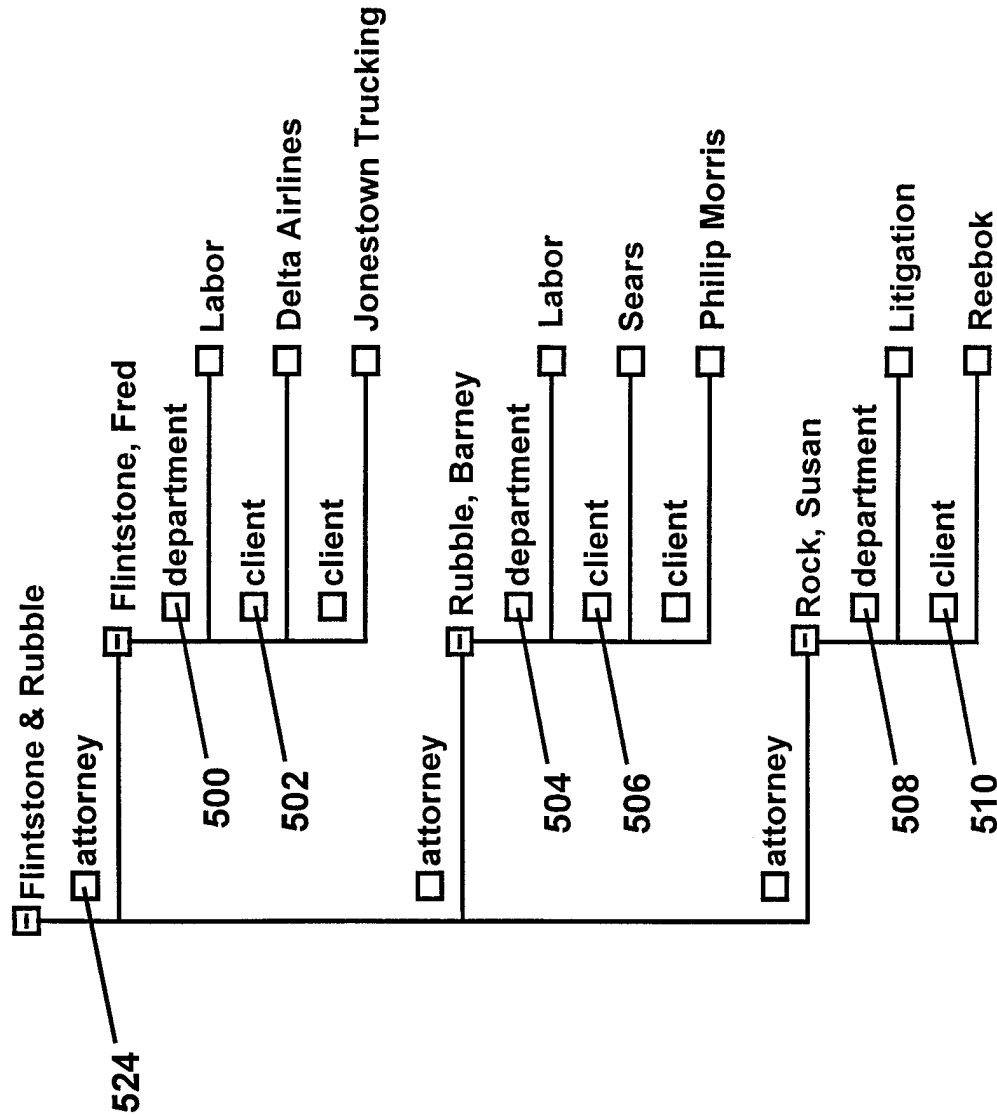 Flintstone & Rubble
attorney
524
Flintstone, Fred
department
500
Labor
client
502
Delta Airlines
client
Jonestown Trucking
attorney
Rubble, Barney
department
504
Labor
client
506
Sears
client
Philip Morris
attorney
Rock, Susan
department
508
Litigation
client
510
Reebok